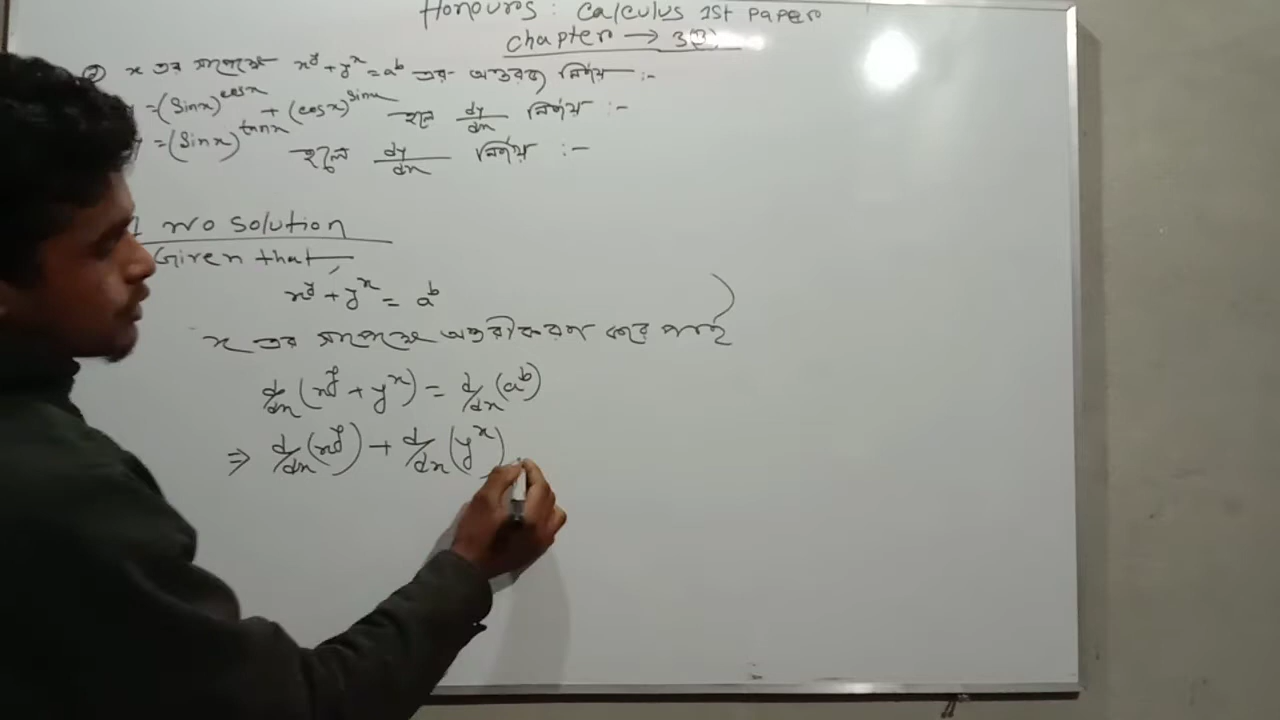 Honours: Calculus 1st Paper
Chapter → 3(B)
x এর সাপেক্ষে x^y + y^x = a^b এর অন্তরজ নির্ণয় :-
= (sinx)^cosx + (cosx)^sinx হলে dy/dx নির্ণয় :-
= (sinx)^tanx হলে dy/dx নির্ণয় :-
No Solution
Given that
x^y + y^x = a^b
x এর সাপেক্ষে অন্তরীকরণ করে পাই
d/dx (x^y + y^x) = d/dx (a^b)
⇒ d/dx (x^y) + d/dx (y^x)